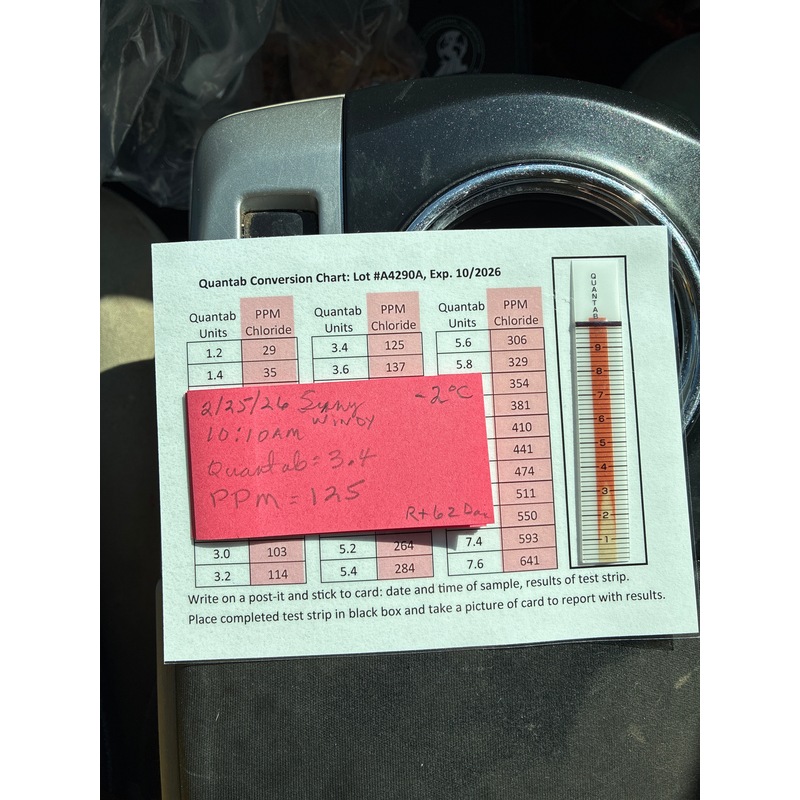 Quantab Conversion Chart: Lot #A4290A, Exp. 10/2026
Quantab Units PPM Chloride Quantab Units PPM Chloride Quantab Units PPM Chloride
1.2 29 3.4 125 5.6 306
1.4 35 3.6 137 5.8 329
354
381
410
441
474
511
550
2/25/26 Sunny -2°C
WINDY
10:10AM
Quantab = 3.4
PPM = 125
Rt 62 Dam
7.4 593
3.0 103 5.2 264 7.6 641
3.2 114 5.4 284
Write on a post-it and stick to card: date and time of sample, results of test strip.
Place completed test strip in black box and take a picture of card to report with results.
QUANTAB
9
8
7
6
5
4
3
2
1